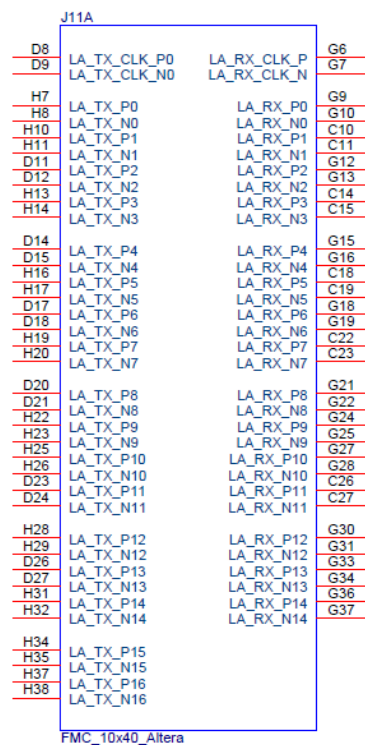 J11A
D8 LA_TX_CLK_P0 LA_RX_CLK_P G6
D9 LA_TX_CLK_N0 LA_RX_CLK_N G7
H7 LA_TX_P0 LA_RX_P0 G9
H8 LA_TX_N0 LA_RX_N0 G10
H10 LA_TX_P1 LA_RX_P1 C10
H11 LA_TX_N1 LA_RX_N1 C11
D11 LA_TX_P2 LA_RX_P2 G12
D12 LA_TX_N2 LA_RX_N2 G13
H13 LA_TX_P3 LA_RX_P3 C14
H14 LA_TX_N3 LA_RX_N3 C15
D14 LA_TX_P4 LA_RX_P4 G15
D15 LA_TX_N4 LA_RX_N4 G16
H16 LA_TX_P5 LA_RX_P5 C18
H17 LA_TX_N5 LA_RX_N5 C19
D17 LA_TX_P6 LA_RX_P6 G18
D18 LA_TX_N6 LA_RX_N6 G19
H19 LA_TX_P7 LA_RX_P7 C22
H20 LA_TX_N7 LA_RX_N7 C23
D20 LA_TX_P8 LA_RX_P8 G21
D21 LA_TX_N8 LA_RX_N8 G22
H22 LA_TX_P9 LA_RX_P9 G24
H23 LA_TX_N9 LA_RX_N9 G25
H25 LA_TX_P10 LA_RX_P10 G27
H26 LA_TX_N10 LA_RX_N10 G28
D23 LA_TX_P11 LA_RX_P11 C26
D24 LA_TX_N11 LA_RX_N11 C27
H28 LA_TX_P12 LA_RX_P12 G30
H29 LA_TX_N12 LA_RX_N12 G31
D26 LA_TX_P13 LA_RX_P13 G33
D27 LA_TX_N13 LA_RX_N13 G34
H31 LA_TX_P14 LA_RX_P14 G36
H32 LA_TX_N14 LA_RX_N14 G37
H34 LA_TX_P15
H35 LA_TX_N15
H37 LA_TX_P16
H38 LA_TX_N16
FMC_10x40_Altera